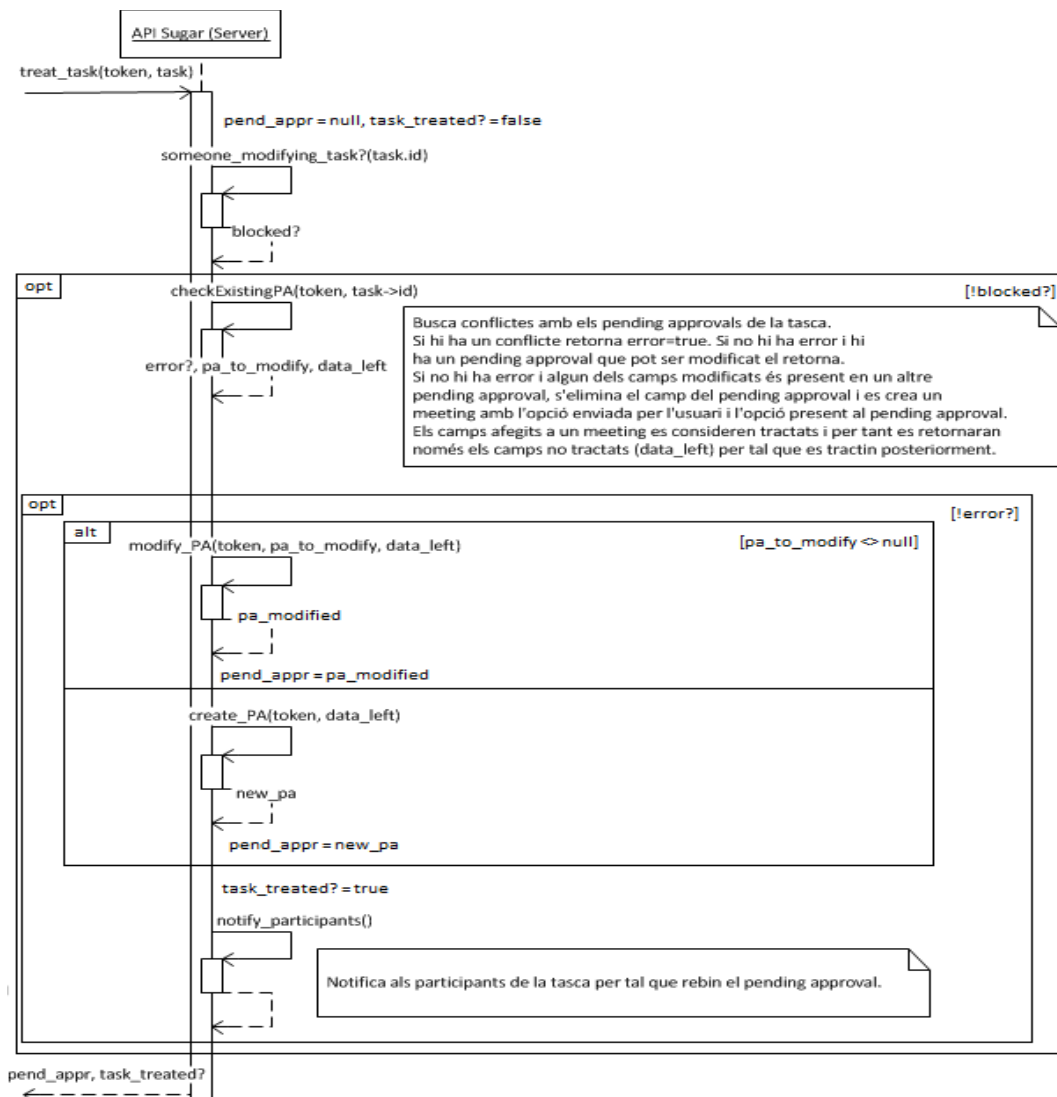 API Sugar (Server)
treat_task(token, task)
pend_appr = null, task_treated? = false
someone_modifying_task?(task.id)
blocked?
opt
[!blocked?]
checkExistingPA(token, task->id)
Busca conflictes amb els pending approvals de la tasca.
Si hi ha un conflicte retorna error=true. Si no hi ha error i hi
ha un pending approval que pot ser modificat el retorna.
Si no hi ha error i algun dels camps modificats és present en un altre
pending approval, s'elimina el camp del pending approval i es crea un
meeting amb l'opció enviada per l'usuari i l'opció present al pending approval.
Els camps afegits a un meeting es consideren tractats i per tant es retornaran
només els camps no tractats (data_left) per tal que es tractin posteriorment.
error?, pa_to_modify, data_left
opt
[!error?]
alt
modify_PA(token, pa_to_modify, data_left)
[pa_to_modify <> null]
pa_modified
pend_appr = pa_modified
create_PA(token, data_left)
new_pa
pend_appr = new_pa
task_treated? = true
notify_participants()
Notifica als participants de la tasca per tal que rebin el pending approval.
pend_appr, task_treated?